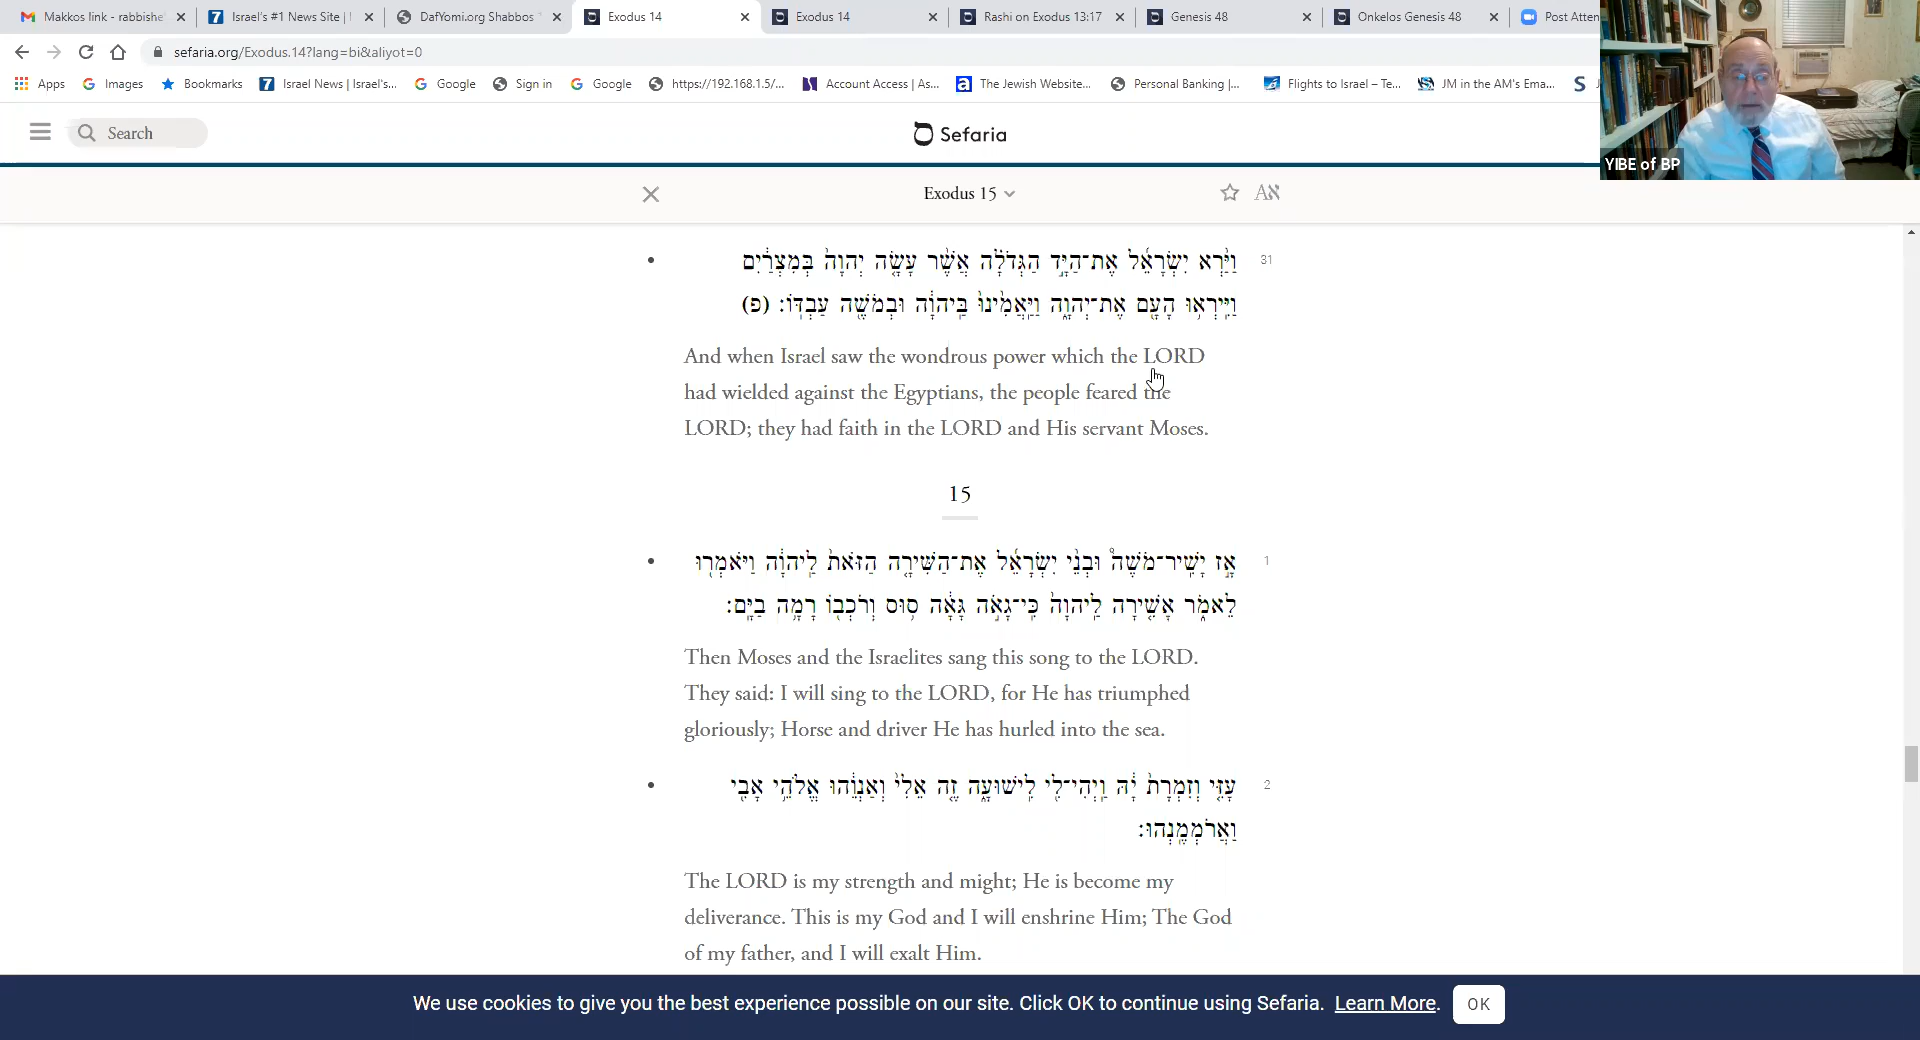 Makkos link - rabbishe
Israel's #1 News Site |
DafYomi.org Shabbos
Exodus 14
Exodus 14
Rashi on Exodus 13:17
Genesis 48
Onkelos Genesis 48
Post Atten
sefaria.org/Exodus.14?lang=bi&aliyot=0
Apps
Images
Bookmarks
Israel News | Israel's...
Google
Sign in
Google
https://192.168.1.5/...
Account Access | As...
The Jewish Website...
Personal Banking |...
Flights to Israel – Te...
JM in the AM's Ema...
YIBE of BP
Search
Sefaria
Exodus 15
Aא
31
וַיַּ֨רְא יִשְׂרָאֵ֜ל אֶת־הַיָּ֣ד הַגְּדֹלָ֗ה אֲשֶׁ֨ר עָשָׂ֤ה יְהוָה֙ בְּמִצְרַ֔יִם
וַיִּֽירְא֥וּ הָעָ֖ם אֶת־יְהוָ֑ה וַיַּֽאֲמִ֙ינוּ֙ בַּֽיהוָ֔ה וּבְמֹשֶׁ֖ה עַבְדּֽוֹ׃ (פ)
And when Israel saw the wondrous power which the LORD
had wielded against the Egyptians, the people feared the
LORD; they had faith in the LORD and His servant Moses.
15
1
אָ֣ז יָשִֽׁיר־מֹשֶׁה֩ וּבְנֵ֨י יִשְׂרָאֵ֜ל אֶת־הַשִּׁירָ֤ה הַזֹּאת֙ לַֽיהוָ֔ה וַיֹּאמְר֖וּ
לֵאמֹ֑ר אָשִׁ֤ירָה לַֽיהוָה֙ כִּֽי־גָאֹ֣ה גָּאָ֔ה ס֥וּס וְרֹכְב֖וֹ רָמָ֥ה בַיָּֽם׃
Then Moses and the Israelites sang this song to the LORD.
They said: I will sing to the LORD, for He has triumphed
gloriously; Horse and driver He has hurled into the sea.
2
עָזִּ֤י וְזִמְרָת֙ יָ֔הּ וַֽיְהִי־לִ֖י לִֽישׁוּעָ֑ה זֶ֤ה אֵלִי֙ וְאַנְוֵ֔הוּ אֱלֹהֵ֥י אָבִ֖י
וַאֲרֹמְמֶֽנְהוּ׃
The LORD is my strength and might; He is become my
deliverance. This is my God and I will enshrine Him; The God
of my father, and I will exalt Him.
We use cookies to give you the best experience possible on our site. Click OK to continue using Sefaria. Learn More. OK